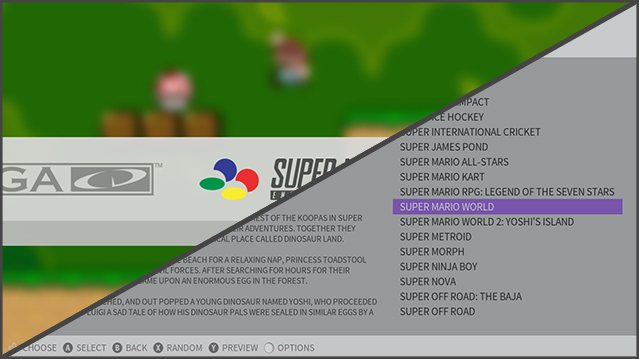 GA TM
SUPER
MPACT
CE HOCKEY
SUPER INTERNATIONAL CRICKET
SUPER JAMES POND
SUPER MARIO ALL-STARS
SUPER MARIO KART
SUPER MARIO RPG: LEGEND OF THE SEVEN STARS
SUPER MARIO WORLD
SUPER MARIO WORLD 2: YOSHI'S ISLAND
SUPER METROID
SUPER MORPH
SUPER NINJA BOY
SUPER NOVA
SUPER OFF ROAD: THE BAJA
SUPER OFF ROAD
EST OF THE KOOPAS IN SUPER
IR ADVENTURES. TOGETHER THEY
ICAL PLACE CALLED DINOSAUR LAND.
E BEACH FOR A RELAXING NAP, PRINCESS TOADSTOOL
IL FORCES. AFTER SEARCHING FOR HOURS FOR THEIR
AME UPON AN ENORMOUS EGG IN THE FOREST.
CHED, AND OUT POPPED A YOUNG DINOSAUR NAMED YOSHI, WHO PROCEEDED
LUIGI A SAD TALE OF HOW HIS DINOSAUR PALS WERE SEALED IN SIMILAR EGGS BY A
CHOOSE A SELECT B BACK X RANDOM Y PREVIEW OPTIONS